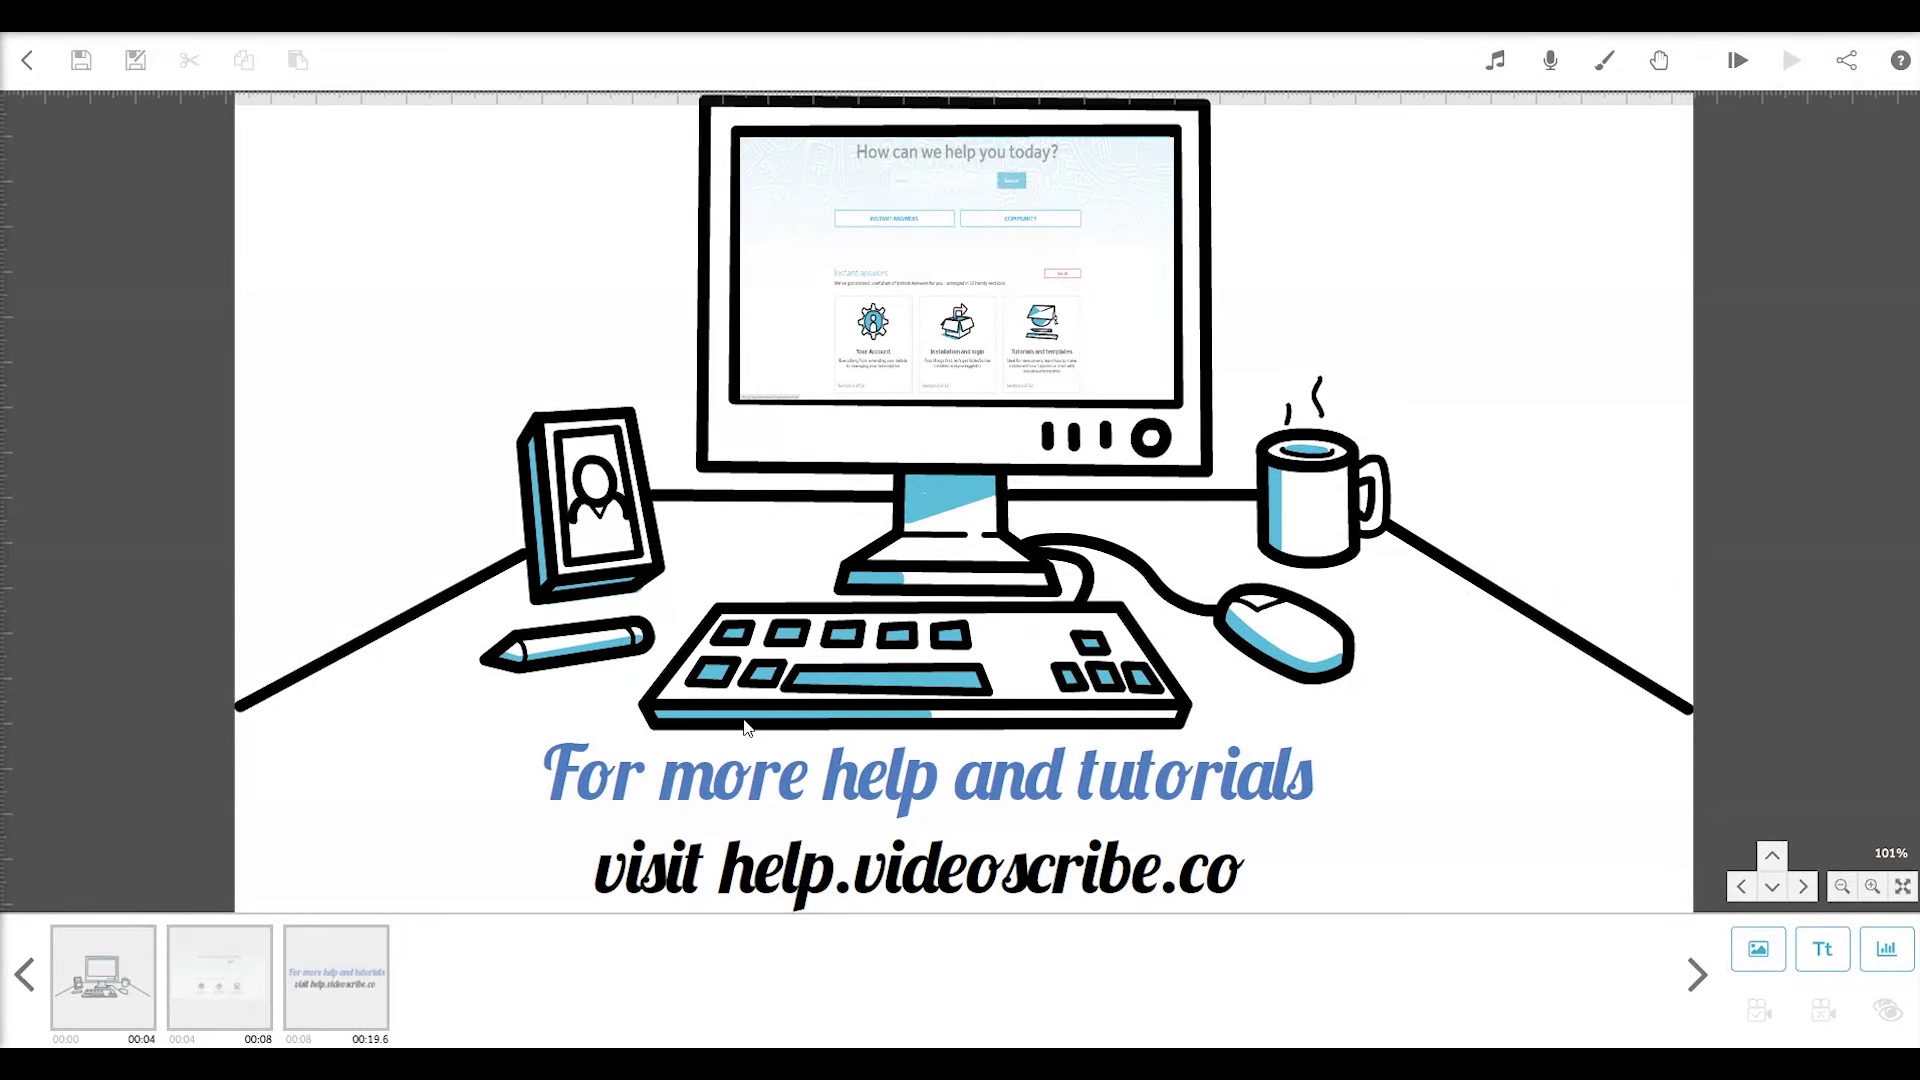 How can we help you today?
Search
INSTANT ANSWERS
COMMUNITY
Instant answers
Your Account
Installation and login
Tutorials and templates
For more help and tutorials
visit help.videoscribe.co
101%
Tt
For more help and tutorials
visit help.videoscribe.co
00:00
00:04
00:04
00:08
00:08
00:19.6